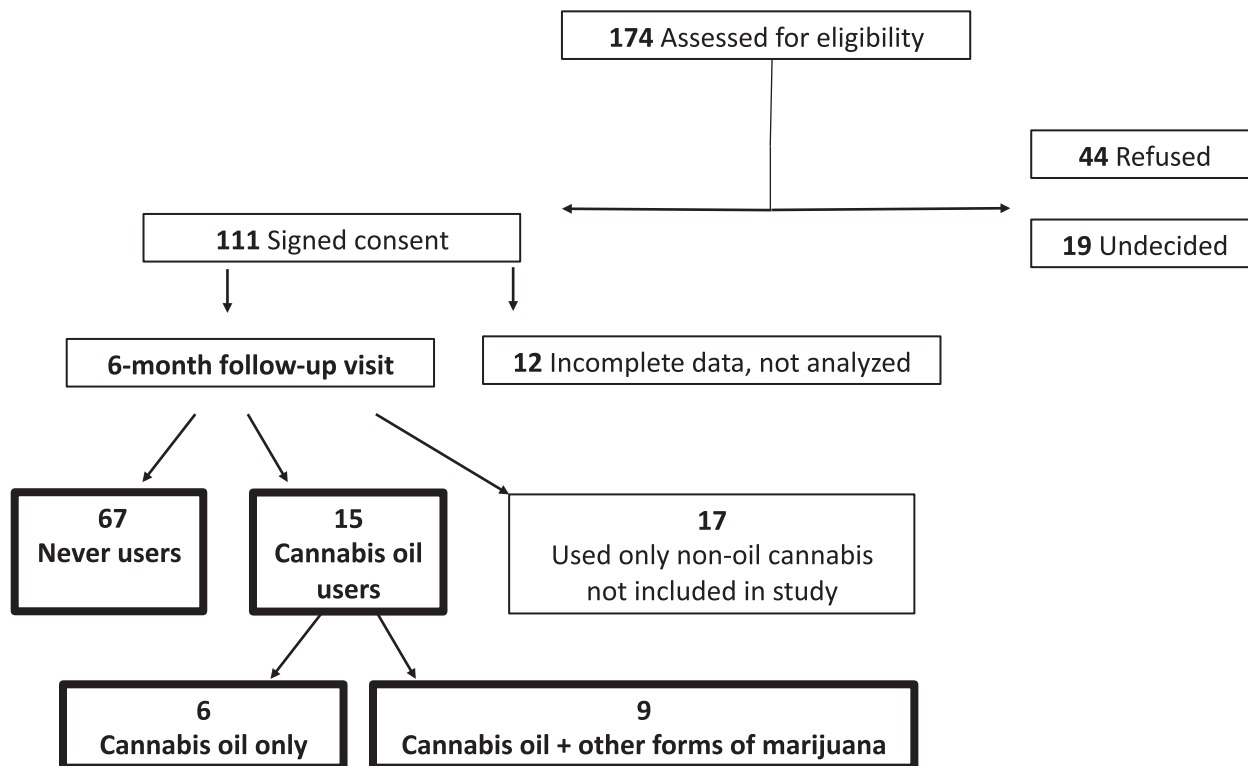 174 Assessed for eligibility
44 Refused
19 Undecided
111 Signed consent
6-month follow-up visit
12 Incomplete data, not analyzed
67
Never users
15
Cannabis oil
users
17
Used only non-oil cannabis
not included in study
6
Cannabis oil only
9
Cannabis oil + other forms of marijuana